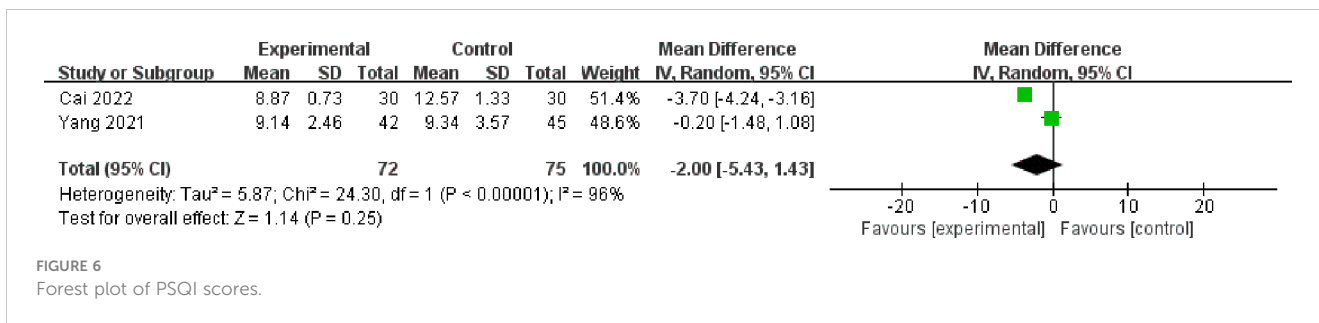 Experimental Control Mean Difference Mean Difference
Study or Subgroup Mean SD Total Mean SD Total Weight IV, Random, 95% CI IV, Random, 95% CI
Cai 2022 8.87 0.73 30 12.57 1.33 30 51.4% -3.70 [-4.24, -3.16]
Yang 2021 9.14 2.46 42 9.34 3.57 45 48.6% -0.20 [-1.48, 1.08]
Total (95% CI) 72 75 100.0% -2.00 [-5.43, 1.43]
Heterogeneity: Tau² = 5.87; Chi² = 24.30, df = 1 (P < 0.00001); I² = 96%
Test for overall effect: Z = 1.14 (P = 0.25)
-20 -10 0 10 20
Favours [experimental] Favours [control]
FIGURE 6
Forest plot of PSQI scores.